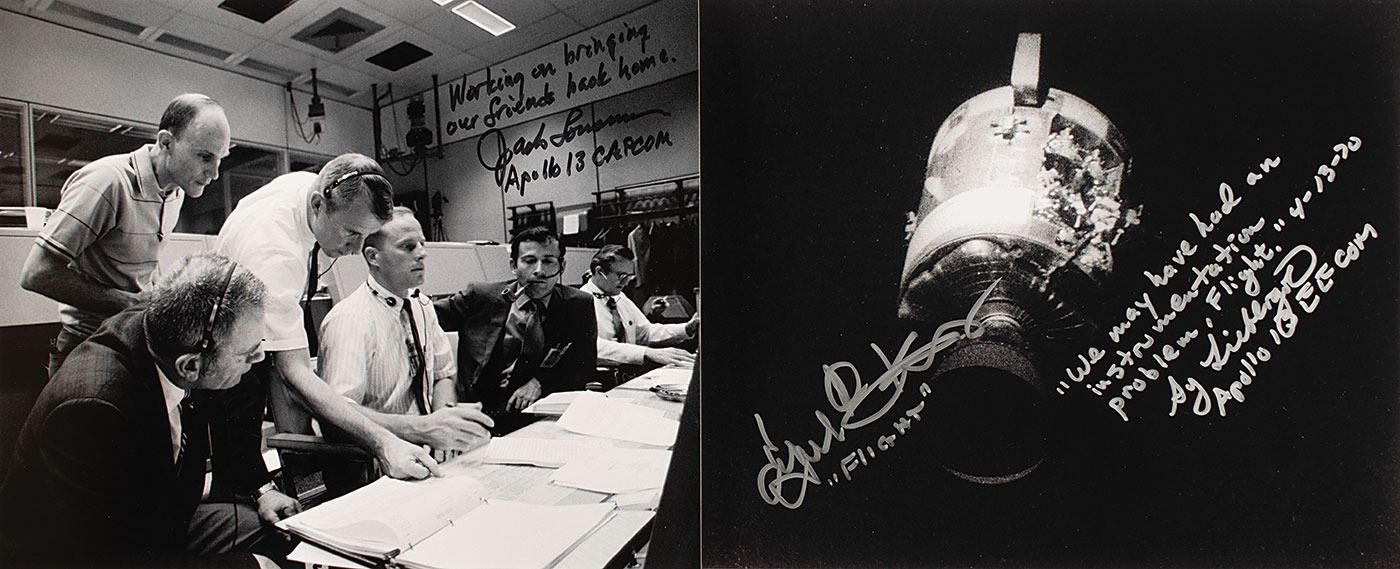 Working on bringing
our friends back home.
Jack Lousma
Apollo 13 CAPCOM
"We may have had an
instrumentation
problem, Flight." 4-13-70
Sy Liebergot
Apollo 13 EECOM
"Flight"